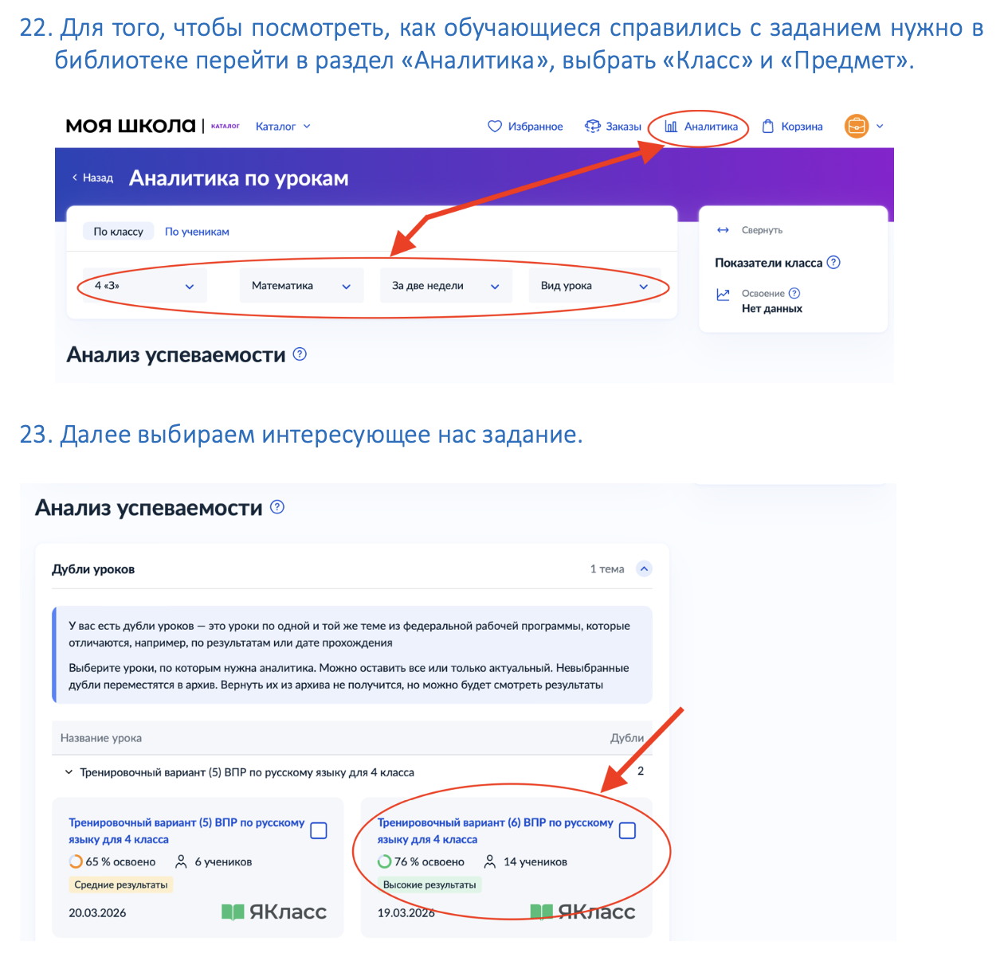 22. Для того, чтобы посмотреть, как обучающиеся справились с заданием нужно в
библиотеке перейти в раздел «Аналитика», выбрать «Класс» и «Предмет».
МОЯ ШКОЛА | КАТАЛОГ Каталог Избранное Заказы Аналитика Корзина
Назад Аналитика по урокам
По классу По ученикам
Свернуть
Показатели класса ?
4 «З» Математика За две недели Вид урока
Освоение ?
Нет данных
Анализ успеваемости ?
23. Далее выбираем интересующее нас задание.
Анализ успеваемости ?
Дубли уроков 1 тема
У вас есть дубли уроков — это уроки по одной и той же теме из федеральной рабочей программы, которые
отличаются, например, по результатам или дате прохождения
Выберите уроки, по которым нужна аналитика. Можно оставить все или только актуальный. Невыбранные
дубли переместятся в архив. Вернуть их из архива не получится, но можно будет смотреть результаты
Название урока Дубли
Тренировочный вариант (5) ВПР по русскому языку для 4 класса 2
Тренировочный вариант (5) ВПР по русскому
языку для 4 класса
65 % освоено 6 учеников
Средние результаты
20.03.2026 ЯКласс
Тренировочный вариант (6) ВПР по русскому
языку для 4 класса
76 % освоено 14 учеников
Высокие результаты
19.03.2026 ЯКласс